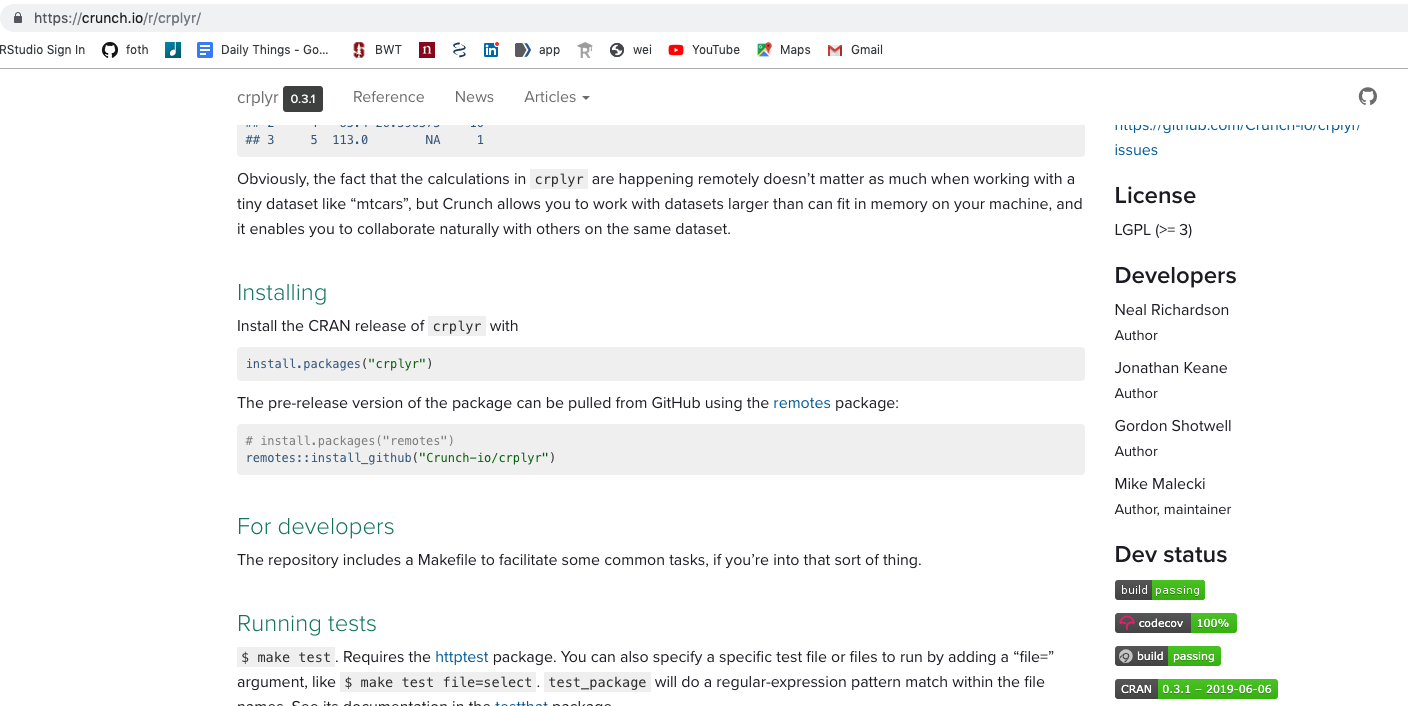 https://crunch.io/r/crplyr/
RStudio Sign In foth Daily Things - Go... BWT n app wei YouTube Maps Gmail
crplyr 0.3.1 Reference News Articles
## 3     5  113.0        NA     1
Obviously, the fact that the calculations in crplyr are happening remotely doesn’t matter as much when working with a
tiny dataset like “mtcars”, but Crunch allows you to work with datasets larger than can fit in memory on your machine, and
it enables you to collaborate naturally with others on the same dataset.
Installing
Install the CRAN release of crplyr with
install.packages("crplyr")
The pre-release version of the package can be pulled from GitHub using the remotes package:
# install.packages("remotes")
remotes::install_github("Crunch-io/crplyr")
For developers
The repository includes a Makefile to facilitate some common tasks, if you’re into that sort of thing.
Running tests
$ make test. Requires the httptest package. You can also specify a specific test file or files to run by adding a “file=”
argument, like $ make test file=select. test_package will do a regular-expression pattern match within the file
names. See its documentation in the testthat package.
https://github.com/Crunch-io/crplyr/
issues
License
LGPL (>= 3)
Developers
Neal Richardson
Author
Jonathan Keane
Author
Gordon Shotwell
Author
Mike Malecki
Author, maintainer
Dev status
build passing
codecov 100%
build passing
CRAN 0.3.1 – 2019-06-06